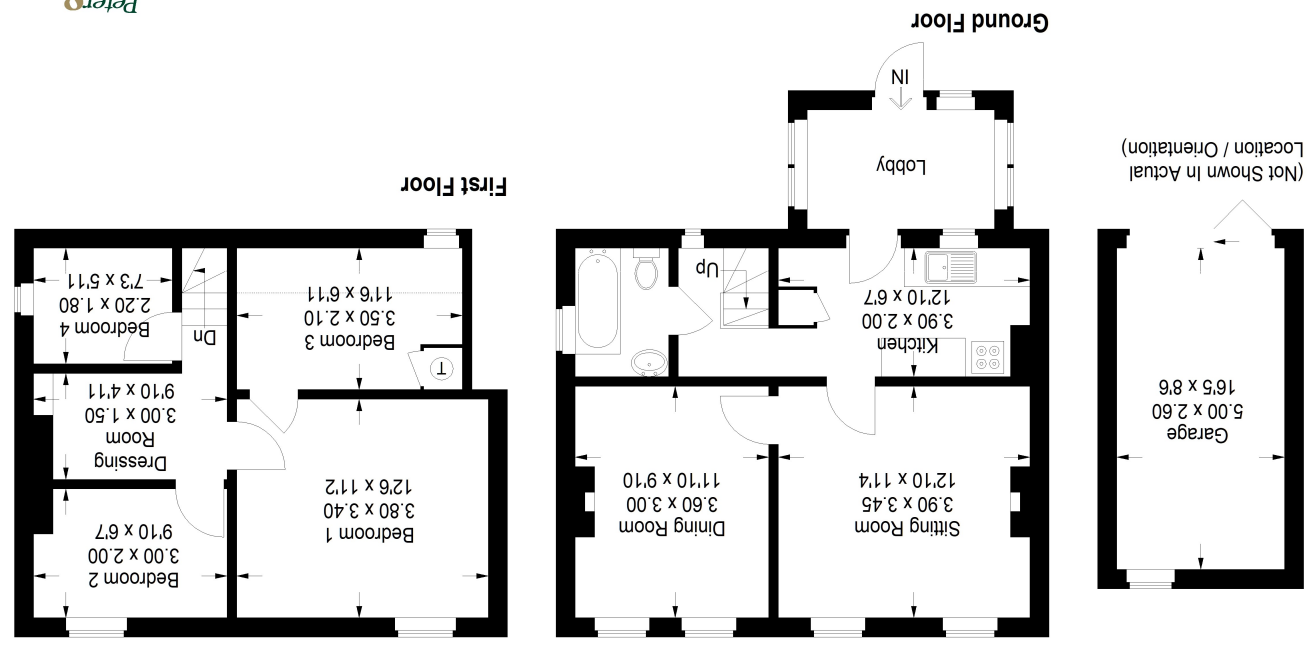 Garage
5.00 x 2.60
16'5 x 8'6
(Not Shown In Actual
Location / Orientation)
Sitting Room
3.90 x 3.45
12'10 x 11'4
Dining Room
3.60 x 3.00
11'10 x 9'10
Kitchen
3.90 x 2.00
12'10 x 6'7
Up
Lobby
IN
Ground Floor
Bedroom 1
3.80 x 3.40
12'6 x 11'2
Bedroom 2
3.00 x 2.00
9'10 x 6'7
Dressing
Room
3.00 x 1.50
9'10 x 4'11
T
Bedroom 3
3.50 x 2.10
11'6 x 6'11
Dn
Bedroom 4
2.20 x 1.80
7'3 x 5'11
First Floor
Peter